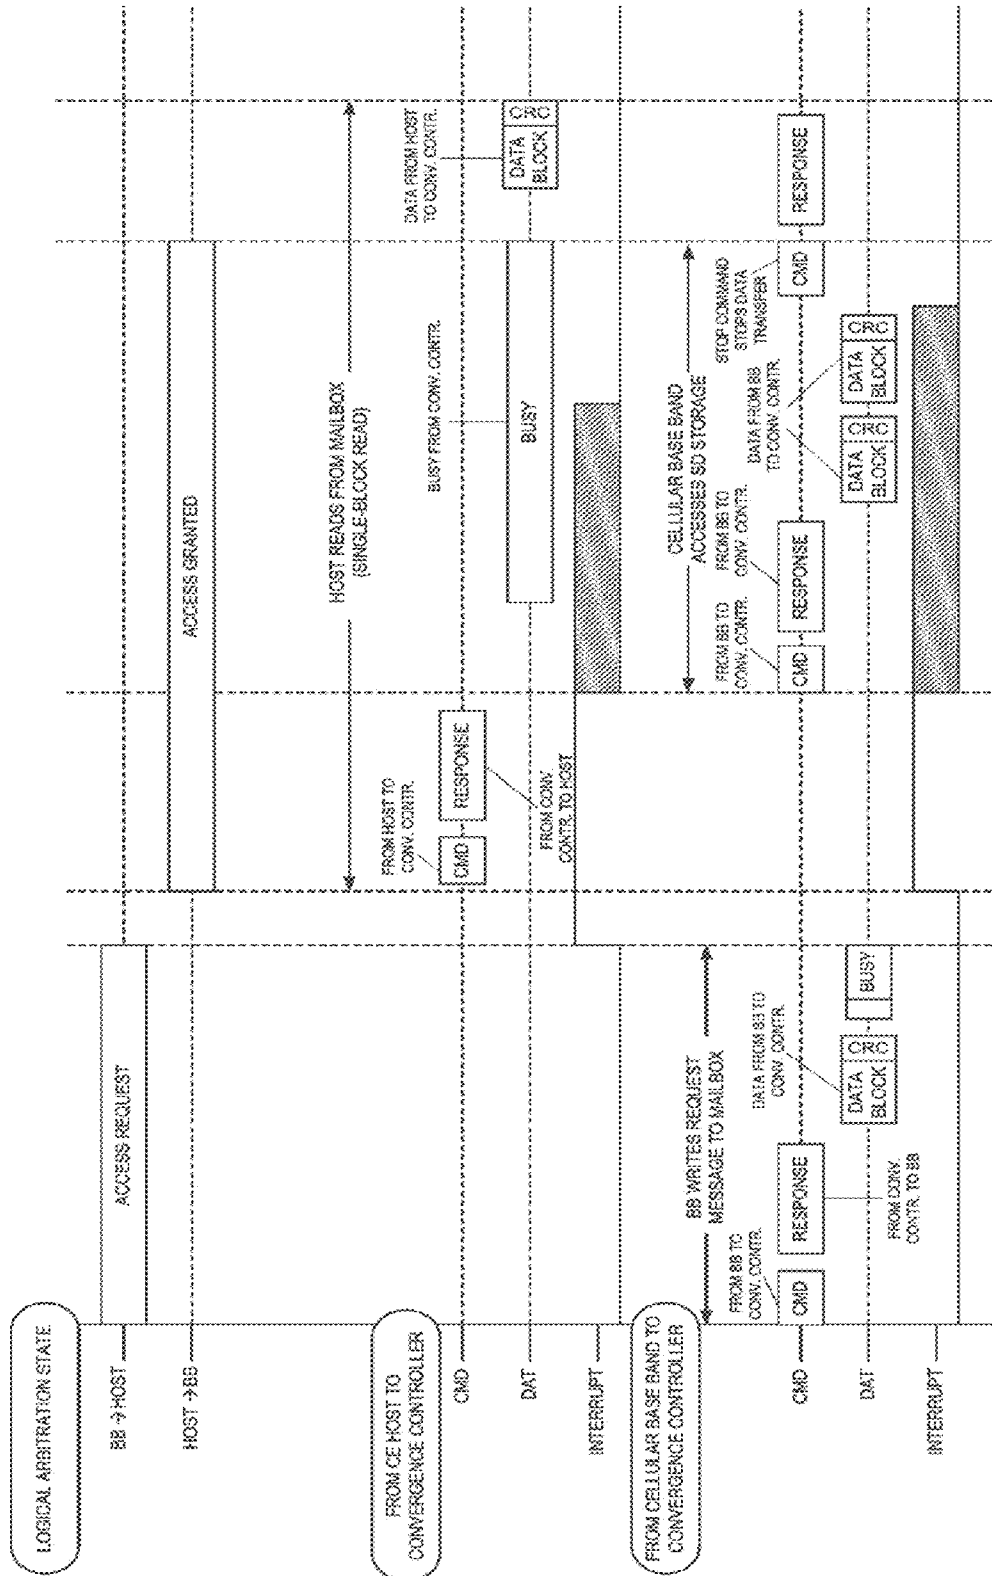 LOGICAL ARBITRATION STATE
BB → HOST
ACCESS REQUEST
HOST → BB
ACCESS GRANTED
FROM CE HOST TO
CONVERGENCE CONTROLLER
HOST READS FROM MAILBOX
(SINGLE-BLOCK READ)
CMD
FROM HOST TO
CONV. CONTR.
CMD
RESPONSE
FROM CONV.
CONTR. TO HOST
DAT
BUSY FROM CONV. CONTR.
BUSY
DATA FROM HOST
TO CONV. CONTR.
DATA
BLOCK
CRC
INTERRUPT
FROM CELLULAR BASE BAND TO
CONVERGENCE CONTROLLER
BB WRITES REQUEST
MESSAGE TO MAILBOX
CELLULAR BASE BAND
ACCESSES SD STORAGE
CMD
FROM BB TO
CONV. CONTR.
CMD
RESPONSE
FROM CONV.
CONTR. TO BB
FROM BB TO
CONV. CONTR.
CMD
FROM BB TO
CONV. CONTR.
RESPONSE
STOP COMMAND
STOPS DATA
TRANSFER
CMD
RESPONSE
DAT
DATA FROM BB TO
CONV. CONTR.
DATA
BLOCK
CRC
BUSY
DATA FROM BB
TO CONV. CONTR.
DATA
BLOCK
CRC
DATA
BLOCK
CRC
INTERRUPT